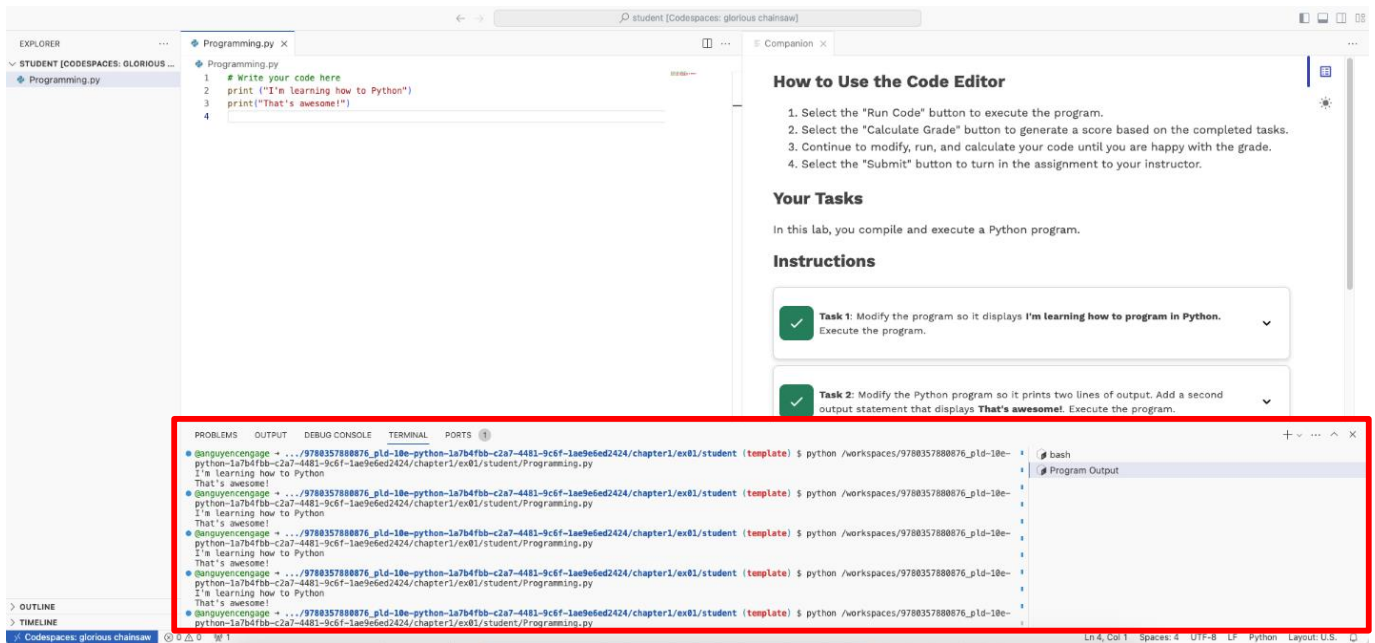 student [Codespaces: glorious chainsaw]
EXPLORER
STUDENT [CODESPACES: GLORIOUS ...
Programming.py
Programming.py
Programming.py
1 # Write your code here
2 print ("I'm learning how to Python")
3 print("That's awesome!")
4
Companion
How to Use the Code Editor
1. Select the "Run Code" button to execute the program.
2. Select the "Calculate Grade" button to generate a score based on the completed tasks.
3. Continue to modify, run, and calculate your code until you are happy with the grade.
4. Select the "Submit" button to turn in the assignment to your instructor.
Your Tasks
In this lab, you compile and execute a Python program.
Instructions
Task 1: Modify the program so it displays I'm learning how to program in Python.
Execute the program.
Task 2: Modify the Python program so it prints two lines of output. Add a second
output statement that displays That's awesome!. Execute the program.
PROBLEMS OUTPUT DEBUG CONSOLE TERMINAL PORTS 1
@anguyencengage → .../9780357880876_pld-10e-python-1a7b4fbb-c2a7-4481-9c6f-1ae9e6ed2424/chapter1/ex01/student (template) $ python /workspaces/9780357880876_pld-10e-
python-1a7b4fbb-c2a7-4481-9c6f-1ae9e6ed2424/chapter1/ex01/student/Programming.py
I'm learning how to Python
That's awesome!
@anguyencengage → .../9780357880876_pld-10e-python-1a7b4fbb-c2a7-4481-9c6f-1ae9e6ed2424/chapter1/ex01/student (template) $ python /workspaces/9780357880876_pld-10e-
python-1a7b4fbb-c2a7-4481-9c6f-1ae9e6ed2424/chapter1/ex01/student/Programming.py
I'm learning how to Python
That's awesome!
@anguyencengage → .../9780357880876_pld-10e-python-1a7b4fbb-c2a7-4481-9c6f-1ae9e6ed2424/chapter1/ex01/student (template) $ python /workspaces/9780357880876_pld-10e-
python-1a7b4fbb-c2a7-4481-9c6f-1ae9e6ed2424/chapter1/ex01/student/Programming.py
I'm learning how to Python
That's awesome!
@anguyencengage → .../9780357880876_pld-10e-python-1a7b4fbb-c2a7-4481-9c6f-1ae9e6ed2424/chapter1/ex01/student (template) $ python /workspaces/9780357880876_pld-10e-
python-1a7b4fbb-c2a7-4481-9c6f-1ae9e6ed2424/chapter1/ex01/student/Programming.py
I'm learning how to Python
That's awesome!
@anguyencengage → .../9780357880876_pld-10e-python-1a7b4fbb-c2a7-4481-9c6f-1ae9e6ed2424/chapter1/ex01/student (template) $ python /workspaces/9780357880876_pld-10e-
python-1a7b4fbb-c2a7-4481-9c6f-1ae9e6ed2424/chapter1/ex01/student/Programming.py
bash
Program Output
OUTLINE
TIMELINE
Codespaces: glorious chainsaw 0 0 1 Ln 4, Col 1 Spaces: 4 UTF-8 LF Python Layout: U.S.